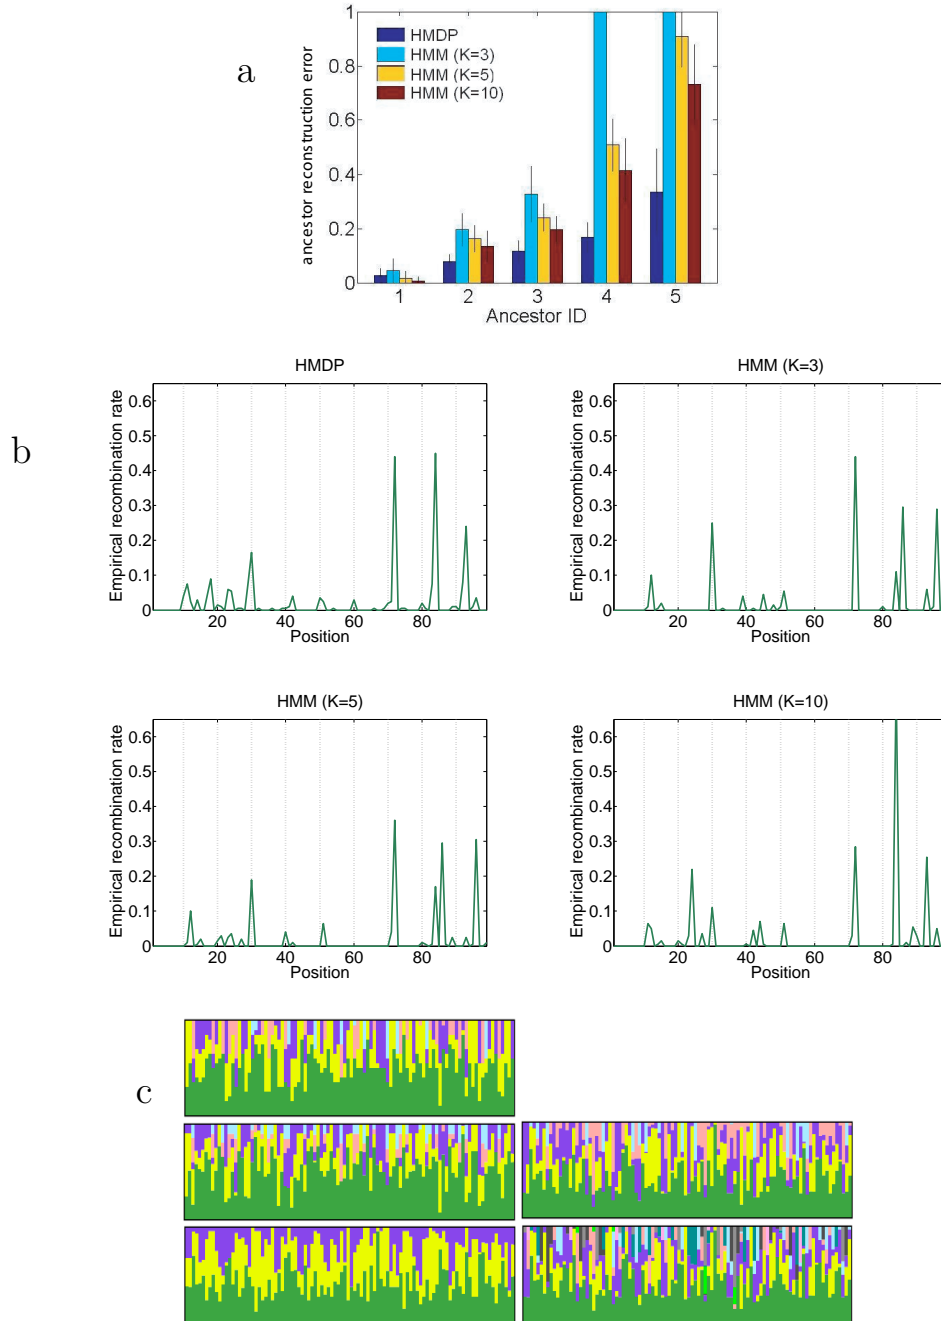 a
ancestor reconstruction error
1
0.8
0.6
0.4
0.2
0
HMDP
HMM (K=3)
HMM (K=5)
HMM (K=10)
1 2 3 4 5
Ancestor ID
b
HMDP
Empirical recombination rate
0.6
0.5
0.4
0.3
0.2
0.1
0
20 40 60 80
Position
HMM (K=3)
Empirical recombination rate
0.6
0.5
0.4
0.3
0.2
0.1
0
20 40 60 80
Position
HMM (K=5)
Empirical recombination rate
0.6
0.5
0.4
0.3
0.2
0.1
0
20 40 60 80
Position
HMM (K=10)
Empirical recombination rate
0.6
0.5
0.4
0.3
0.2
0.1
0
20 40 60 80
Position
c